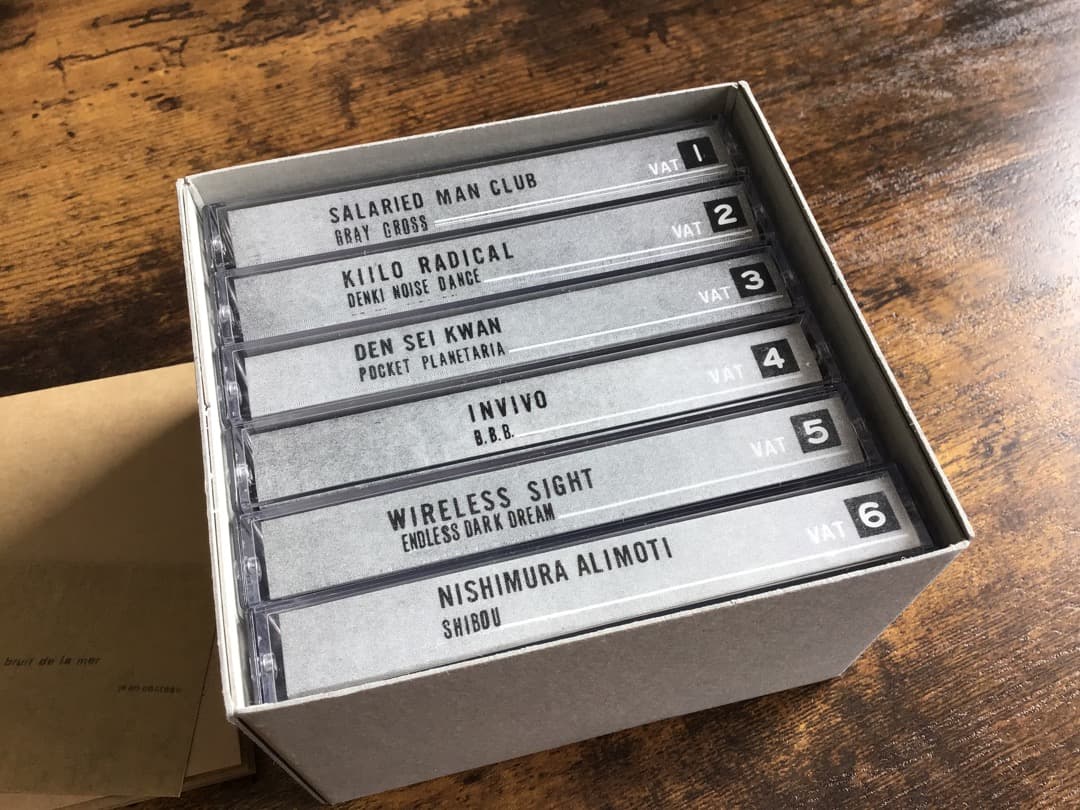 SALARIED MAN CLUB
GRAY CROSS
VAT 1
KIILO RADICAL
DENKI NOISE DANCE
VAT 2
DEN SEI KWAN
POCKET PLANETARIA
VAT 3
INVIVO
B.B.B.
VAT 4
WIRELESS SIGHT
ENDLESS DARK DREAM
VAT 5
NISHIMURA ALIMOTI
SHIBOU
VAT 6
bruit de la mer